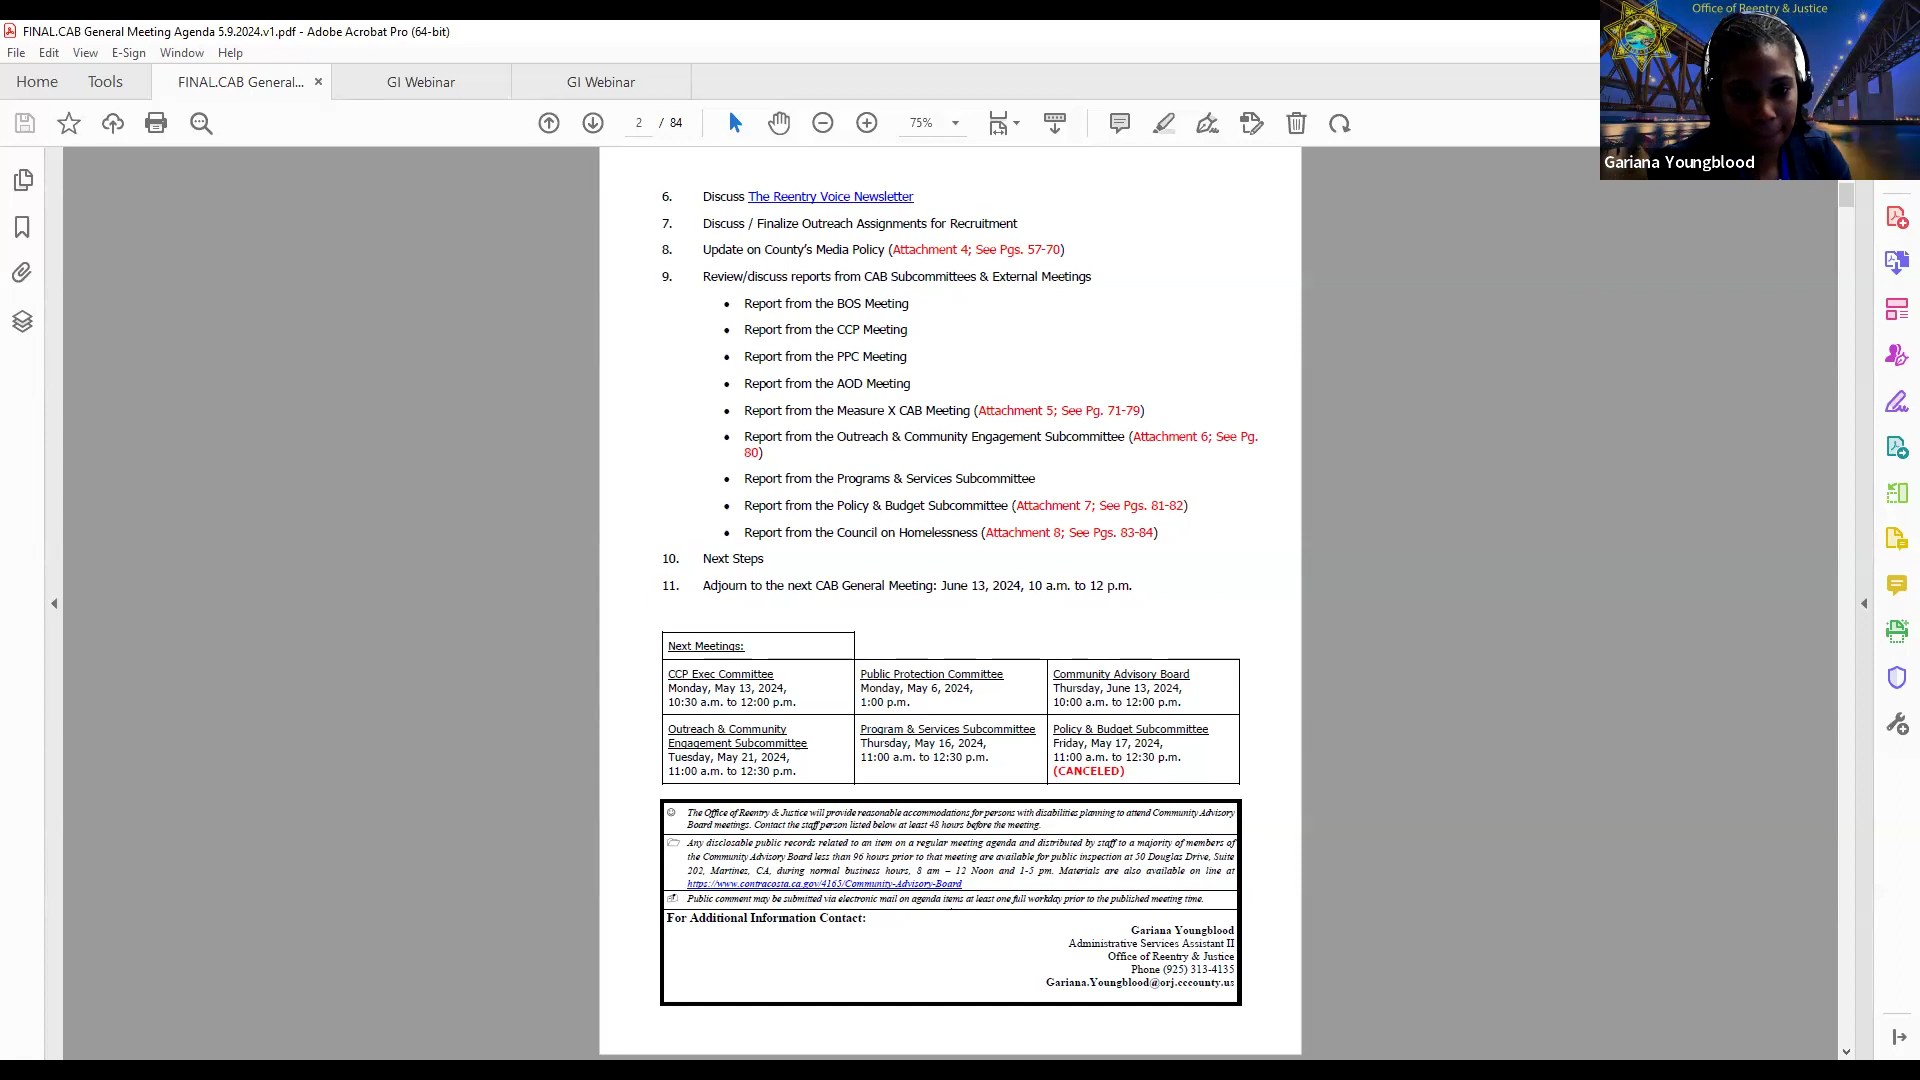 FINAL.CAB General Meeting Agenda 5.9.2024.v1.pdf - Adobe Acrobat Pro (64-bit)
File Edit View E-Sign Window Help
Home Tools FINAL.CAB General... × GI Webinar GI Webinar
2 / 84 75%
Office of Reentry & Justice
Gariana Youngblood
6. Discuss The Reentry Voice Newsletter
7. Discuss / Finalize Outreach Assignments for Recruitment
8. Update on County's Media Policy (Attachment 4; See Pgs. 57-70)
9. Review/discuss reports from CAB Subcommittees & External Meetings
• Report from the BOS Meeting
• Report from the CCP Meeting
• Report from the PPC Meeting
• Report from the AOD Meeting
• Report from the Measure X CAB Meeting (Attachment 5; See Pg. 71-79)
• Report from the Outreach & Community Engagement Subcommittee (Attachment 6; See Pg.
80)
• Report from the Programs & Services Subcommittee
• Report from the Policy & Budget Subcommittee (Attachment 7; See Pgs. 81-82)
• Report from the Council on Homelessness (Attachment 8; See Pgs. 83-84)
10. Next Steps
11. Adjourn to the next CAB General Meeting: June 13, 2024, 10 a.m. to 12 p.m.
Next Meetings:
CCP Exec Committee
Monday, May 13, 2024,
10:30 a.m. to 12:00 p.m.
Public Protection Committee
Monday, May 6, 2024,
1:00 p.m.
Community Advisory Board
Thursday, June 13, 2024,
10:00 a.m. to 12:00 p.m.
Outreach & Community
Engagement Subcommittee
Tuesday, May 21, 2024,
11:00 a.m. to 12:30 p.m.
Program & Services Subcommittee
Thursday, May 16, 2024,
11:00 a.m. to 12:30 p.m.
Policy & Budget Subcommittee
Friday, May 17, 2024,
11:00 a.m. to 12:30 p.m.
(CANCELED)
The Office of Reentry & Justice will provide reasonable accommodations for persons with disabilities planning to attend Community Advisory
Board meetings. Contact the staff person listed below at least 48 hours before the meeting.
Any disclosable public records related to an item on a regular meeting agenda and distributed by staff to a majority of members of
the Community Advisory Board less than 96 hours prior to that meeting are available for public inspection at 50 Douglas Drive, Suite
202, Martinez, CA, during normal business hours, 8 am – 12 Noon and 1-5 pm. Materials are also available on line at
https://www.contracosta.ca.gov/4165/Community-Advisory-Board
Public comment may be submitted via electronic mail on agenda items at least one full workday prior to the published meeting time.
For Additional Information Contact:
Gariana Youngblood
Administrative Services Assistant II
Office of Reentry & Justice
Phone (925) 313-4135
Gariana.Youngblood@orj.cccounty.us